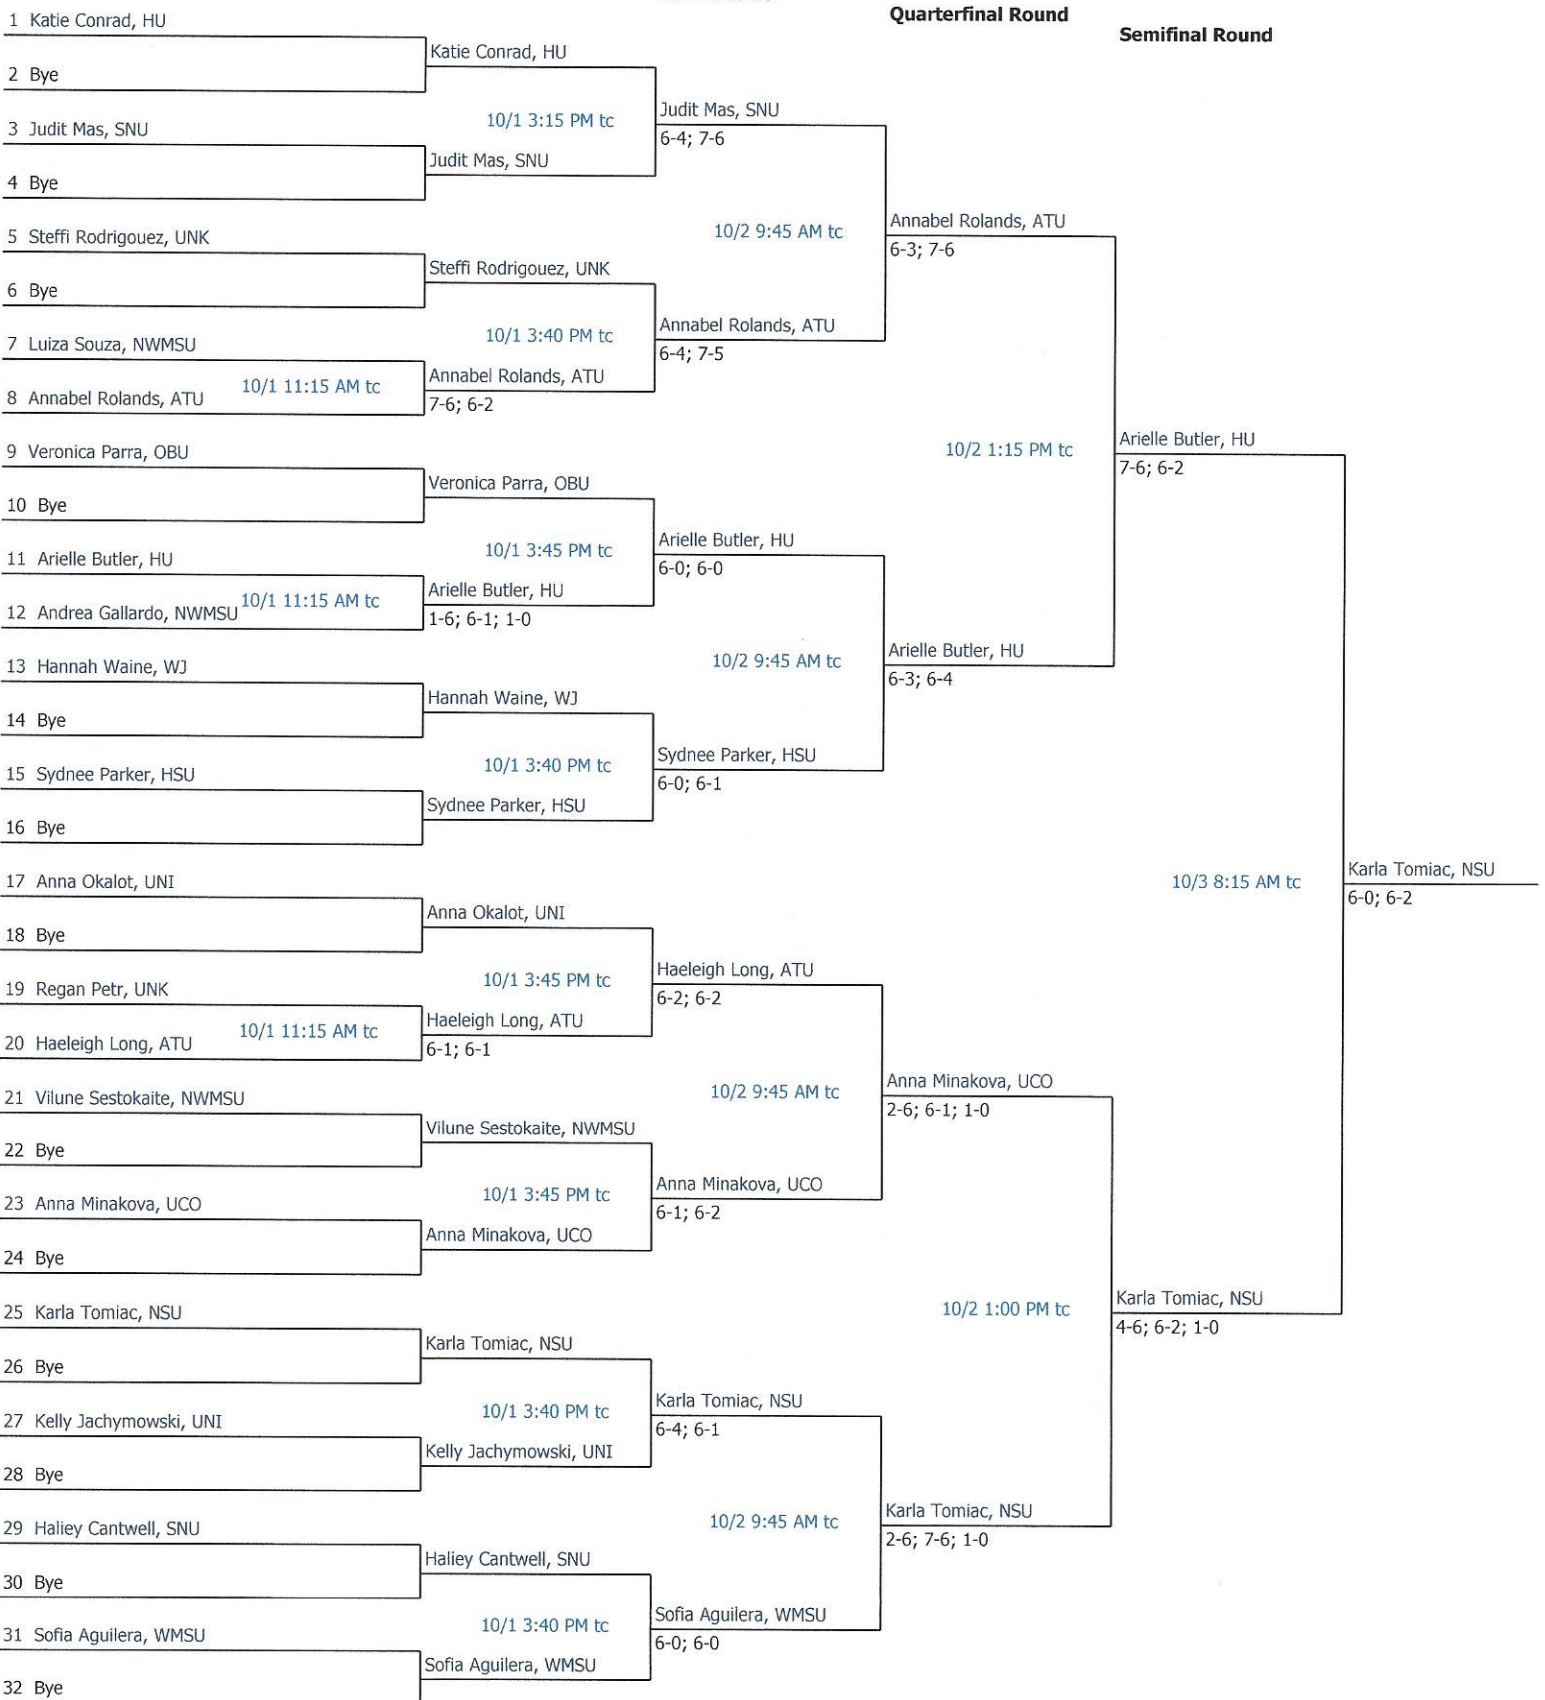 Quarterfinal Round
Semifinal Round
1 Katie Conrad, HU
Katie Conrad, HU
2 Bye
10/1 3:15 PM tc
Judit Mas, SNU
6-4; 7-6
3 Judit Mas, SNU
Judit Mas, SNU
4 Bye
10/2 9:45 AM tc
Annabel Rolands, ATU
6-3; 7-6
5 Steffi Rodrigouez, UNK
Steffi Rodrigouez, UNK
6 Bye
10/1 3:40 PM tc
Annabel Rolands, ATU
6-4; 7-5
7 Luiza Souza, NWMSU
10/1 11:15 AM tc
Annabel Rolands, ATU
7-6; 6-2
8 Annabel Rolands, ATU
10/2 1:15 PM tc
Arielle Butler, HU
7-6; 6-2
9 Veronica Parra, OBU
Veronica Parra, OBU
10 Bye
10/1 3:45 PM tc
Arielle Butler, HU
6-0; 6-0
11 Arielle Butler, HU
10/1 11:15 AM tc
Arielle Butler, HU
1-6; 6-1; 1-0
12 Andrea Gallardo, NWMSU
10/2 9:45 AM tc
Arielle Butler, HU
6-3; 6-4
13 Hannah Waine, WJ
Hannah Waine, WJ
14 Bye
10/1 3:40 PM tc
Sydnee Parker, HSU
6-0; 6-1
15 Sydnee Parker, HSU
Sydnee Parker, HSU
16 Bye
10/3 8:15 AM tc
Karla Tomiac, NSU
6-0; 6-2
17 Anna Okalot, UNI
Anna Okalot, UNI
18 Bye
10/1 3:45 PM tc
Haeleigh Long, ATU
6-2; 6-2
19 Regan Petr, UNK
10/1 11:15 AM tc
Haeleigh Long, ATU
6-1; 6-1
20 Haeleigh Long, ATU
10/2 9:45 AM tc
Anna Minakova, UCO
2-6; 6-1; 1-0
21 Vilune Sestokaite, NWMSU
Vilune Sestokaite, NWMSU
22 Bye
10/1 3:45 PM tc
Anna Minakova, UCO
6-1; 6-2
23 Anna Minakova, UCO
Anna Minakova, UCO
24 Bye
10/2 1:00 PM tc
Karla Tomiac, NSU
4-6; 6-2; 1-0
25 Karla Tomiac, NSU
Karla Tomiac, NSU
26 Bye
10/1 3:40 PM tc
Karla Tomiac, NSU
6-4; 6-1
27 Kelly Jachymowski, UNI
Kelly Jachymowski, UNI
28 Bye
10/2 9:45 AM tc
Karla Tomiac, NSU
2-6; 7-6; 1-0
29 Haliey Cantwell, SNU
Haliey Cantwell, SNU
30 Bye
10/1 3:40 PM tc
Sofia Aguilera, WMSU
6-0; 6-0
31 Sofia Aguilera, WMSU
Sofia Aguilera, WMSU
32 Bye